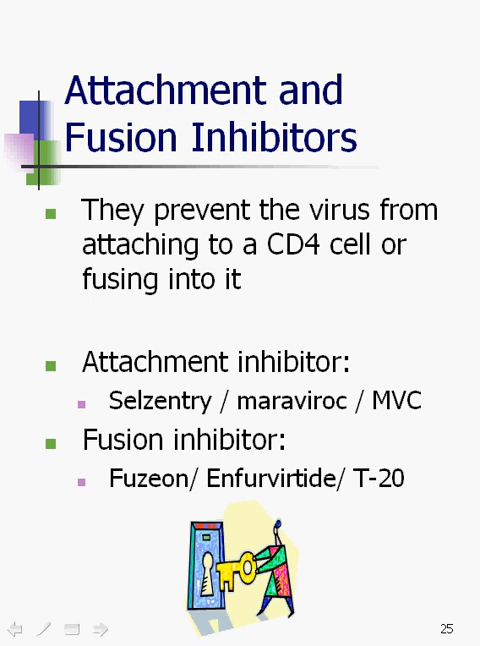 Attachment and
Fusion Inhibitors
They prevent the virus from
attaching to a CD4 cell or
fusing into it
Attachment inhibitor:
Selzentry / maraviroc / MVC
Fusion inhibitor:
Fuzeon/ Enfurvirtide/ T-20
25